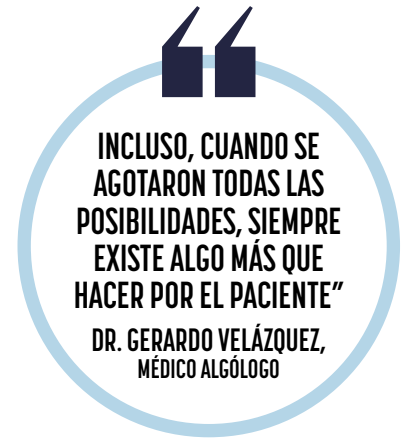 INCLUSO, CUANDO SE
AGOTARON TODAS LAS
POSIBILIDADES, SIEMPRE
EXISTE ALGO MÁS QUE
HACER POR EL PACIENTE”
DR. GERARDO VELÁZQUEZ,
MÉDICO ALGÓLOGO